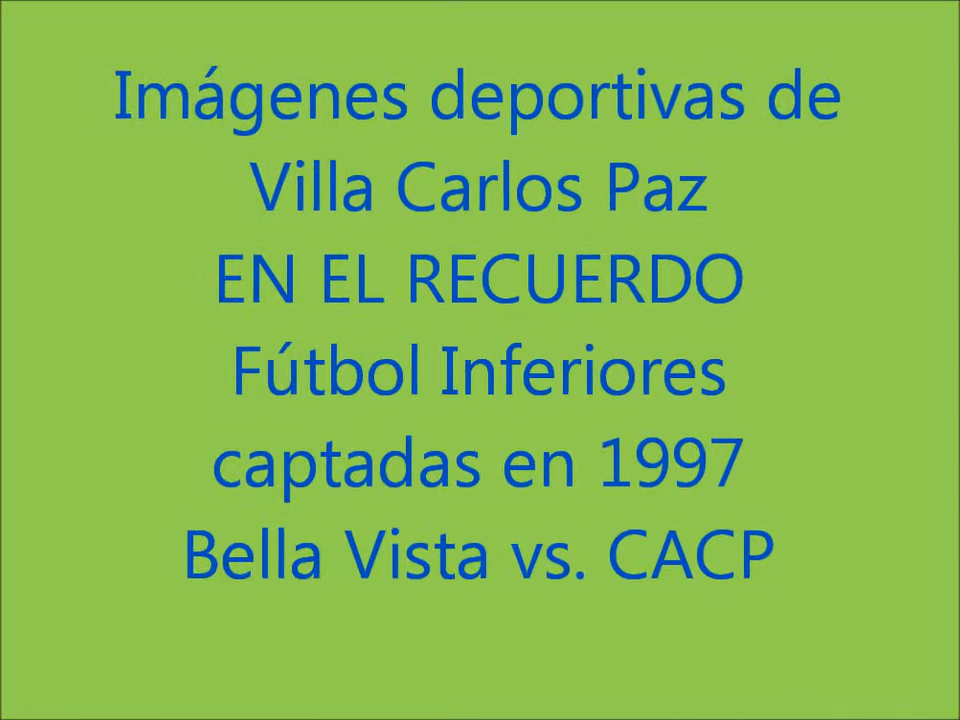 Imágenes deportivas de
Villa Carlos Paz
EN EL RECUERDO
Fútbol Inferiores
captadas en 1997
Bella Vista vs. CACP